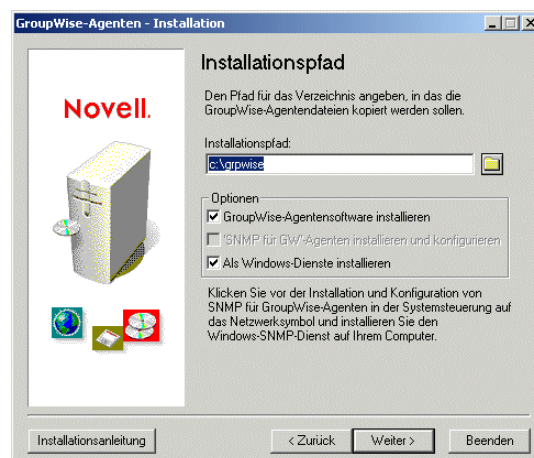 GroupWise-Agenten - Installation
Novell.
Installationspfad
Den Pfad für das Verzeichnis angeben, in das die
GroupWise-Agentendateien kopiert werden sollen.
Installationspfad:
c:\grpwise
Optionen
GroupWise-Agentensoftware installieren
'SNMP für GW'-Agenten installieren und konfigurieren
Als Windows-Dienste installieren
Klicken Sie vor der Installation und Konfiguration von
SNMP für GroupWise-Agenten in der Systemsteuerung auf
das Netzwerksymbol und installieren Sie den
Windows-SNMP-Dienst auf Ihrem Computer.
Installationsanleitung
< Zurück
Weiter >
Beenden